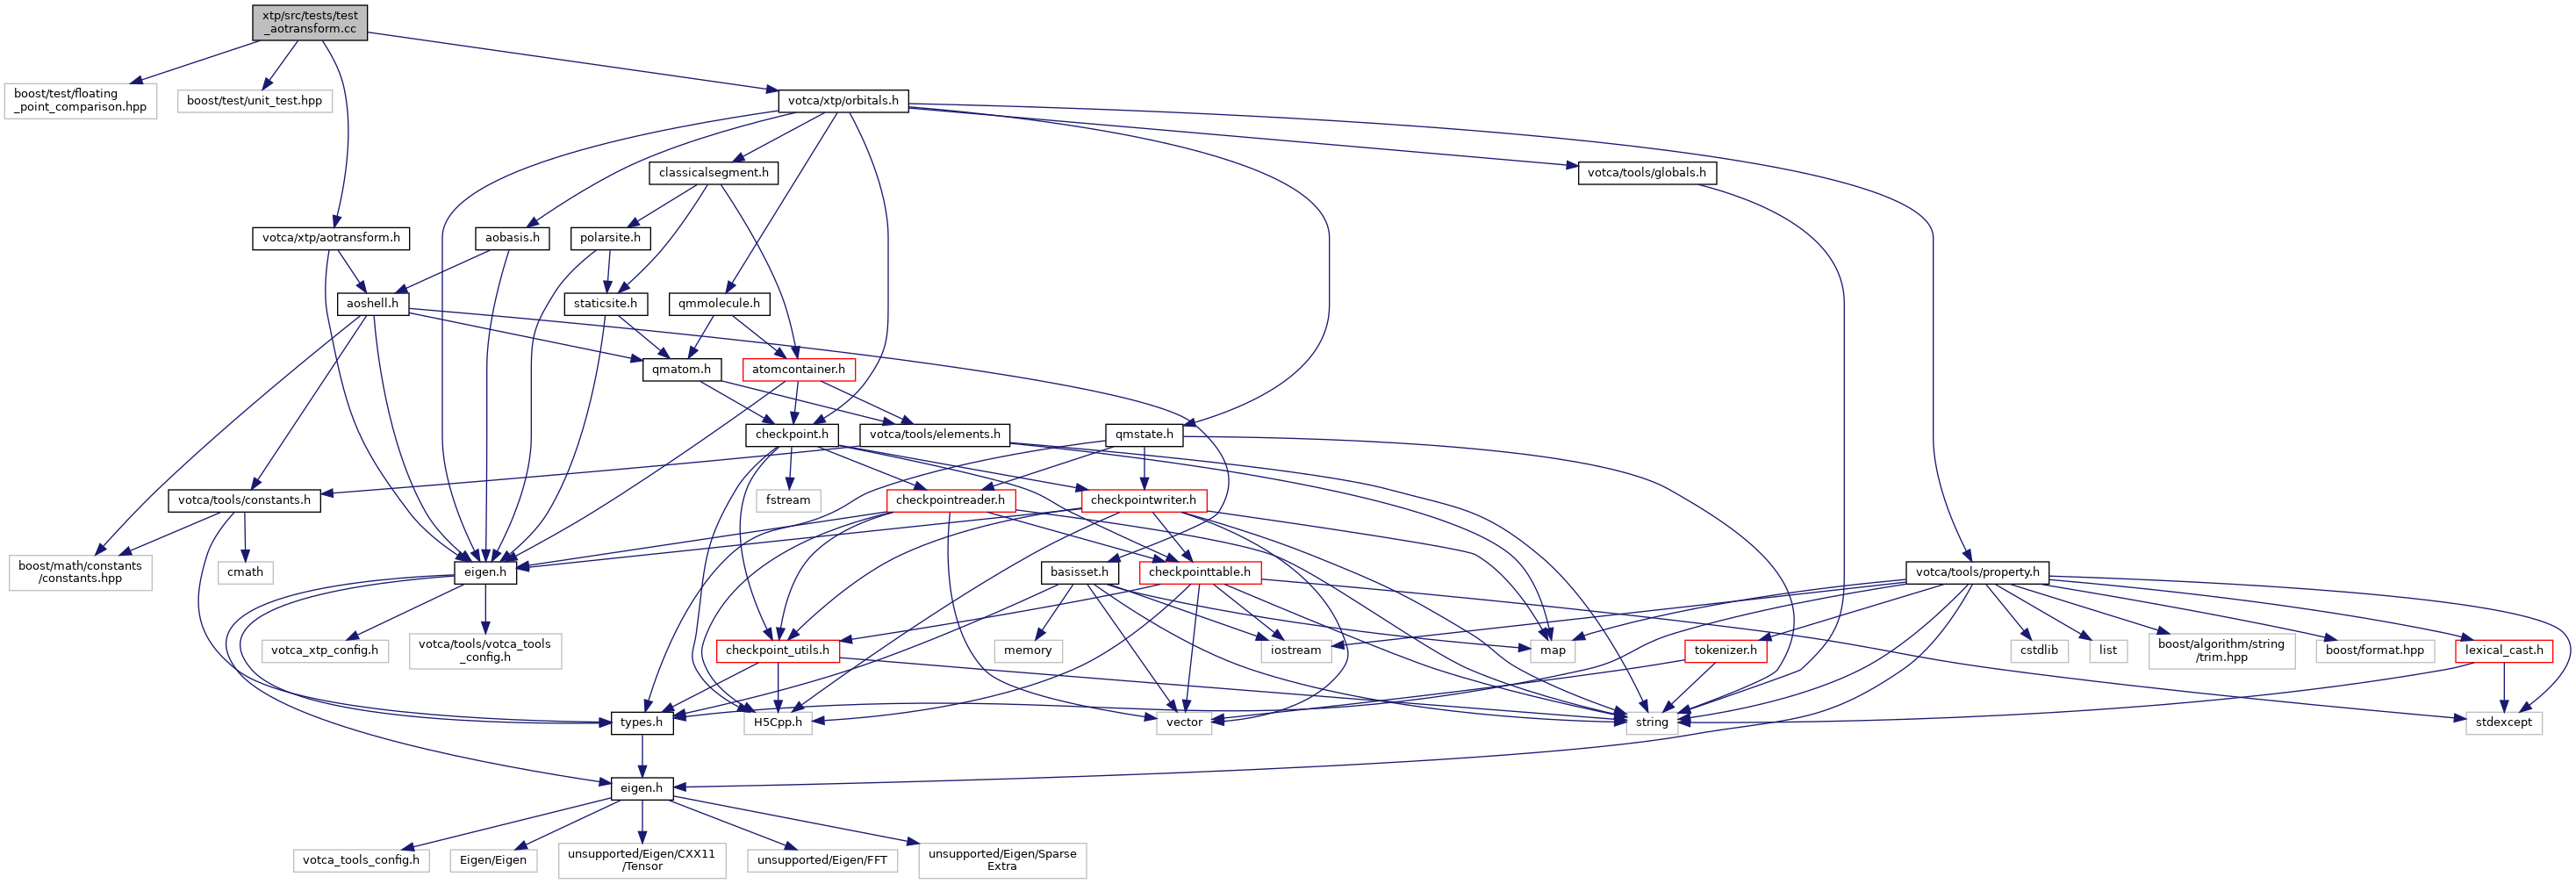 xtp/src/tests/test
_aotransform.cc
boost/test/floating
_point_comparison.hpp
boost/test/unit_test.hpp
votca/xtp/orbitals.h
classicalsegment.h
votca/tools/globals.h
votca/xtp/aotransform.h
aobasis.h
polarsite.h
aoshell.h
staticsite.h
qmmolecule.h
qmatom.h
atomcontainer.h
checkpoint.h
votca/tools/elements.h
qmstate.h
votca/tools/constants.h
fstream
checkpointreader.h
checkpointwriter.h
boost/math/constants
/constants.hpp
cmath
eigen.h
basisset.h
checkpointtable.h
votca/tools/property.h
votca_xtp_config.h
votca/tools/votca_tools
_config.h
checkpoint_utils.h
memory
iostream
map
tokenizer.h
cstdlib
list
boost/algorithm/string
/trim.hpp
boost/format.hpp
lexical_cast.h
types.h
H5Cpp.h
vector
string
stdexcept
eigen.h
votca_tools_config.h
Eigen/Eigen
unsupported/Eigen/CXX11
/Tensor
unsupported/Eigen/FFT
unsupported/Eigen/Sparse
Extra